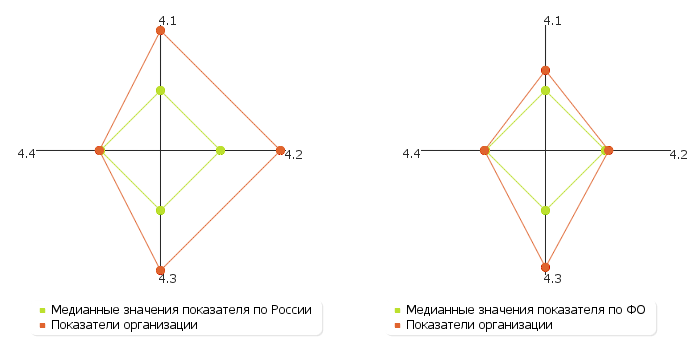 4.1
4.4
4.2
4.3
Медианные значения показателя по России
Показатели организации
4.1
4.4
4.2
4.3
Медианные значения показателя по ФО
Показатели организации